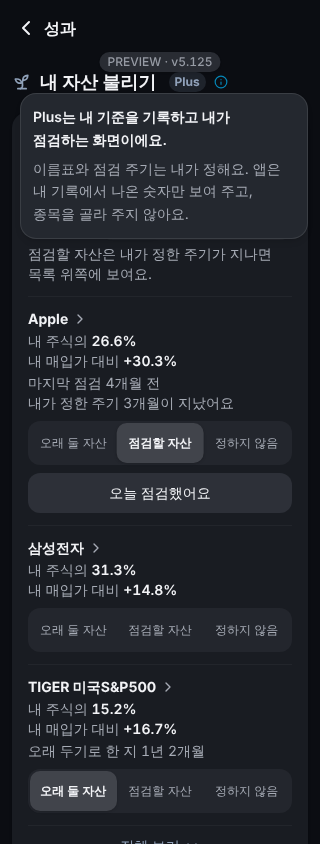 성과
PREVIEW · v5.125
내 자산 불리기 Plus
Plus는 내 기준을 기록하고 내가
점검하는 화면이에요.
이름표와 점검 주기는 내가 정해요. 앱은
내 기록에서 나온 숫자만 보여 주고,
종목을 골라 주지 않아요.
점검할 자산은 내가 정한 주기가 지나면
목록 위쪽에 보여요.
Apple
내 주식의 26.6%
내 매입가 대비 +30.3%
마지막 점검 4개월 전
내가 정한 주기 3개월이 지났어요
오래 둘 자산 점검할 자산 정하지 않음
오늘 점검했어요
삼성전자
내 주식의 31.3%
내 매입가 대비 +14.8%
오래 둘 자산 점검할 자산 정하지 않음
TIGER 미국S&P500
내 주식의 15.2%
내 매입가 대비 +16.7%
오래 두기로 한 지 1년 2개월
오래 둘 자산 점검할 자산 정하지 않음